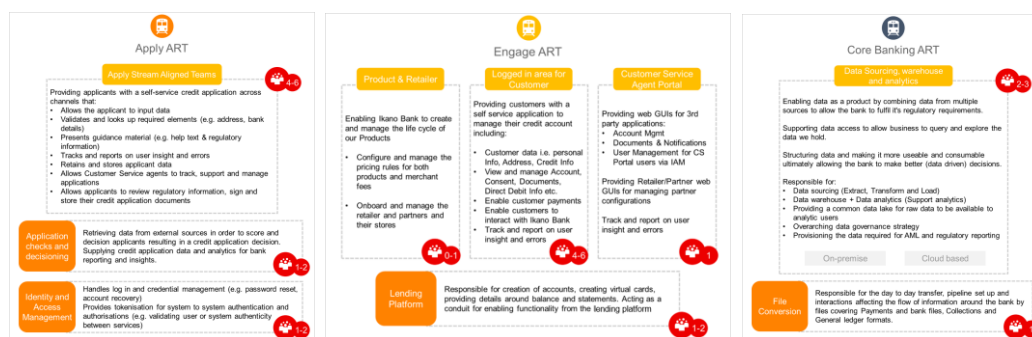 Apply ART
Apply Stream Aligned Teams
4-6
Providing applicants with a self-service credit application across
channels that:
• Allows the applicant to input data
• Validates and looks up required elements (e.g. address, bank
details)
• Presents guidance material (e.g. help text & regulatory
information)
• Tracks and reports on user insight and errors
• Retains and stores applicant data
• Allows Customer Service agents to track, support and manage
applications
• Allows applicants to review regulatory information, sign and
store their credit application documents
Application
checks and
decisioning
Retrieving data from external sources in order to score and
decision applicants resulting in a credit application decision.
Supplying credit application data and analytics for bank
reporting and insights.
1-2
Identity and
Access
Management
Handles log in and credential management (e.g. password reset,
account recovery)
Provides tokenisation for system to system authentication and
authorisations (e.g. validating user or system authenticity
between services)
1-2
Engage ART
Product & Retailer
Enabling Ikano Bank to
create and manage the
life cycle of
our Products
• Configure and manage the
pricing rules for both
products and merchant
fees
• Onboard and manage the
retailer and partners and
their stores
0-1
Logged in area for
Customer
Providing customers with a
self service application to
manage their credit account
including:
• Customer data i.e. personal
Info, Address, Credit Info
• View and manage Account,
Consent, Documents,
Direct Debit Info etc.
• Enable customer payments
• Enable customers to
interact with Ikano Bank
• Track and report on user
insight and errors
4-6
Customer Service
Agent Portal
Providing web GUIs for 3rd
party applications:
• Account Mgmt
• Documents & Notifications
• User Management for CS
Portal users via IAM
Providing Retailer/Partner web
GUIs for managing partner
configurations
Track and report on user
insight and errors
1
Lending
Platform
Responsible for creation of accounts, creating virtual cards,
providing details around balance and statements. Acting as a
conduit for enabling functionality from the lending platform
1-2
Core Banking ART
Data Sourcing, warehouse
and analytics
2-3
Enabling data as a product by combining data from multiple
sources to allow the bank to fulfil it's regulatory requirements.
Supporting data access to allow business to query and explore the
data we hold.
Structuring data and making it more useable and consumable
ultimately allowing the bank to make better (data driven) decisions.
Responsible for:
• Data sourcing (Extract, Transform and Load)
• Data warehouse + Data analytics (Support analytics)
• Providing a common data lake for raw data to be available to
analytic users
• Overarching data governance strategy
• Provisioning the data required for AML and regulatory reporting
On-premise
Cloud based
File
Conversion
Responsible for the day to day transfer, pipeline set up and
interactions affecting the flow of information around the bank by
files covering Payments and bank files, Collections and
General ledger formats.